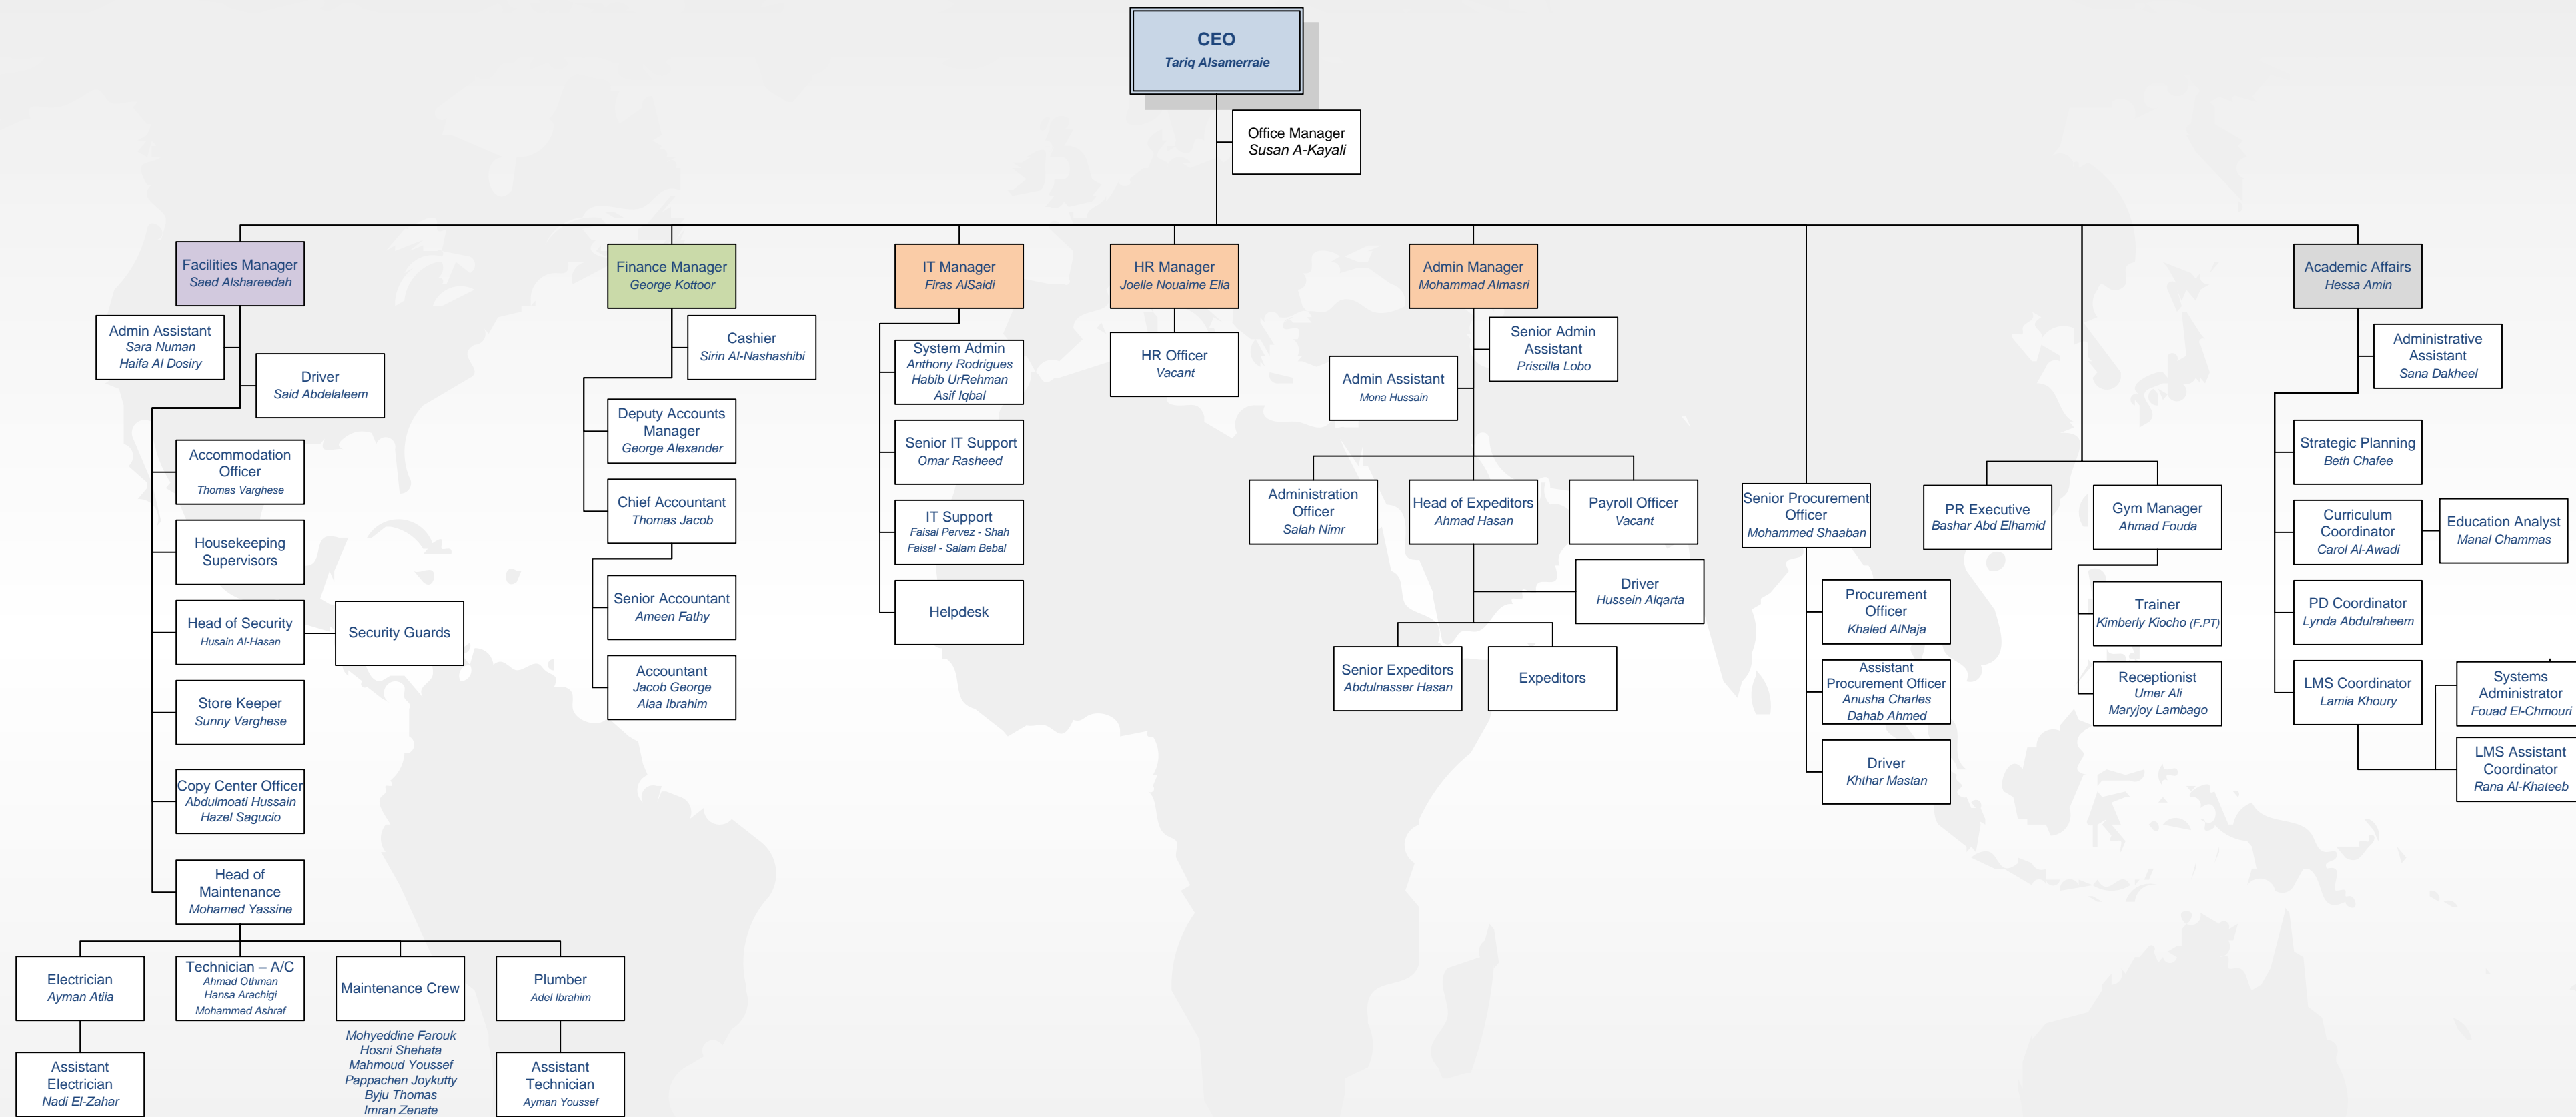 CEO
Tariq Alsamerraie
Office Manager
Susan A-Kayali
Facilities Manager
Saed Alshareedah
Admin Assistant
Sara Numan
Haifa Al Dosiry
Driver
Said Abdelaleem
Accommodation
Officer
Thomas Varghese
Housekeeping
Supervisors
Head of Security
Husain Al-Hasan
Security Guards
Store Keeper
Sunny Varghese
Copy Center Officer
Abdulmoati Hussain
Hazel Sagucio
Head of
Maintenance
Mohamed Yassine
Electrician
Ayman Atiia
Assistant
Electrician
Nadi El-Zahar
Technician – A/C
Ahmad Othman
Hansa Arachigi
Mohammed Ashraf
Maintenance Crew
Mohyeddine Farouk
Hosni Shehata
Mahmoud Youssef
Pappachen Joykutty
Byju Thomas
Imran Zenate
Plumber
Adel Ibrahim
Assistant
Technician
Ayman Youssef
Finance Manager
George Kottoor
Cashier
Sirin Al-Nashashibi
Deputy Accounts
Manager
George Alexander
Chief Accountant
Thomas Jacob
Senior Accountant
Ameen Fathy
Accountant
Jacob George
Alaa Ibrahim
IT Manager
Firas AlSaidi
System Admin
Anthony Rodrigues
Habib UrRehman
Asif Iqbal
Senior IT Support
Omar Rasheed
IT Support
Faisal Pervez - Shah
Faisal - Salam Bebal
Helpdesk
HR Manager
Joelle Nouaime Elia
HR Officer
Vacant
Admin Manager
Mohammad Almasri
Senior Admin
Assistant
Priscilla Lobo
Admin Assistant
Mona Hussain
Administration
Officer
Salah Nimr
Head of Expeditors
Ahmad Hasan
Payroll Officer
Vacant
Driver
Hussein Alqarta
Senior Expeditors
Abdulnasser Hasan
Expeditors
Senior Procurement
Officer
Mohammed Shaaban
Procurement
Officer
Khaled AlNaja
Assistant
Procurement Officer
Anusha Charles
Dahab Ahmed
Driver
Khthar Mastan
PR Executive
Bashar Abd Elhamid
Gym Manager
Ahmad Fouda
Trainer
Kimberly Kiocho (F.PT)
Receptionist
Umer Ali
Maryjoy Lambago
Academic Affairs
Hessa Amin
Administrative
Assistant
Sana Dakheel
Strategic Planning
Beth Chafee
Curriculum
Coordinator
Carol Al-Awadi
Education Analyst
Manal Chammas
PD Coordinator
Lynda Abdulraheem
LMS Coordinator
Lamia Khoury
Systems
Administrator
Fouad El-Chmouri
LMS Assistant
Coordinator
Rana Al-Khateeb